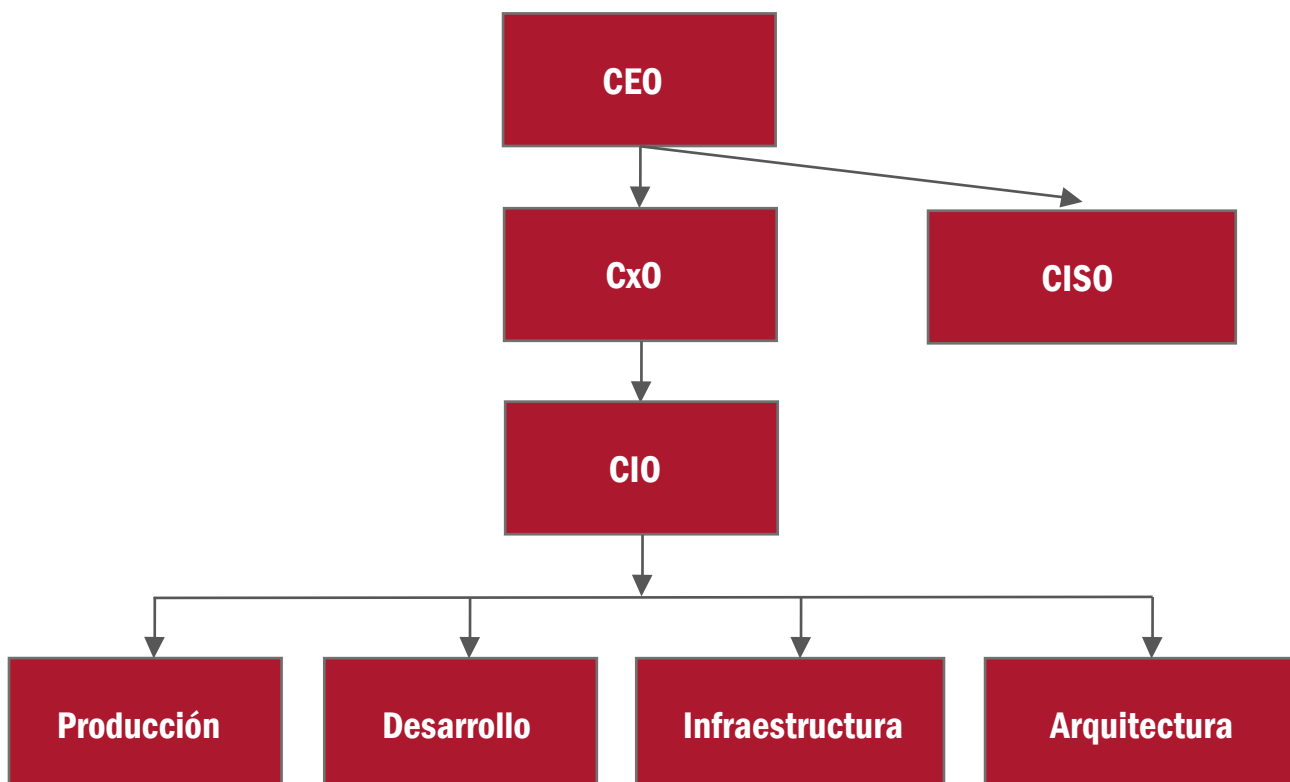 CEO
CxO
CISO
CIO
Producción
Desarrollo
Infraestructura
Arquitectura